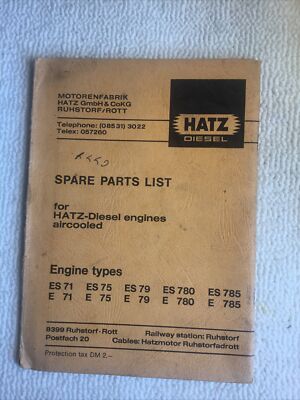 MOTORENFABRIK
HATZ GmbH & CoKG
RUHSTORF/ROTT
Telephone: (08531) 3022
Telex: 057260
HATZ
DIESEL
SPARE PARTS LIST
for
HATZ-Diesel engines
aircooled
Engine types
ES 71 ES 75 ES 79 ES 780 ES 785
E 71 E 75 E 79 E 780 E 785
8399 Ruhstorf-Rott Railway station: Ruhstorf
Postfach 20 Cables: Hatzmotor Ruhstorfadrott
Protection tax DM 2,–